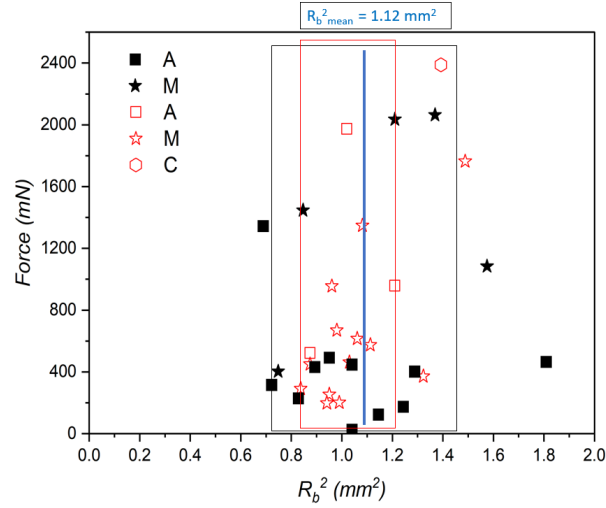 R_b²_mean = 1.12 mm²
2400
2000
1600
1200
800
400
0
Force (mN)
A
M
A
M
C
0.0 0.2 0.4 0.6 0.8 1.0 1.2 1.4 1.6 1.8 2.0
R_b² (mm²)